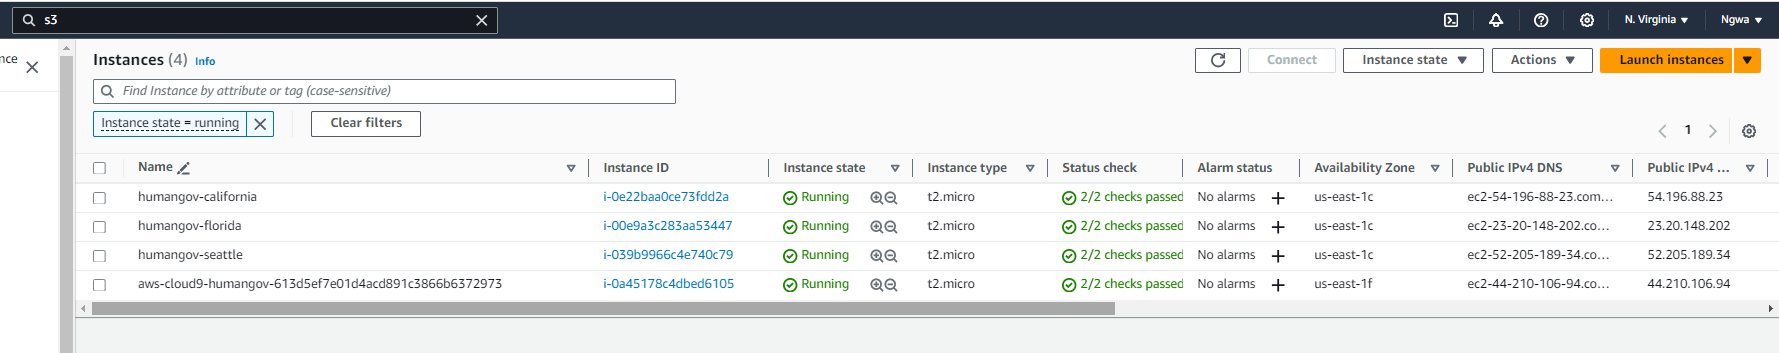 s3
N. Virginia ▼
Ngwa ▼
nce
Instances (4) Info
Connect
Instance state ▼
Actions ▼
Launch instances ▼
Find Instance by attribute or tag (case-sensitive)
Instance state = running
Clear filters
1
Name Instance ID Instance state Instance type Status check Alarm status Availability Zone Public IPv4 DNS Public IPv4 ...
humangov-california i-0e22baa0ce73fdd2a Running t2.micro 2/2 checks passed No alarms + us-east-1c ec2-54-196-88-23.com... 54.196.88.23
humangov-florida i-00e9a3c283aa53447 Running t2.micro 2/2 checks passed No alarms + us-east-1c ec2-23-20-148-202.co... 23.20.148.202
humangov-seattle i-039b9966c4e740c79 Running t2.micro 2/2 checks passed No alarms + us-east-1c ec2-52-205-189-34.co... 52.205.189.34
aws-cloud9-humangov-613d5ef7e01d4acd891c3866b6372973 i-0a45178c4dbed6105 Running t2.micro 2/2 checks passed No alarms + us-east-1f ec2-44-210-106-94.co... 44.210.106.94